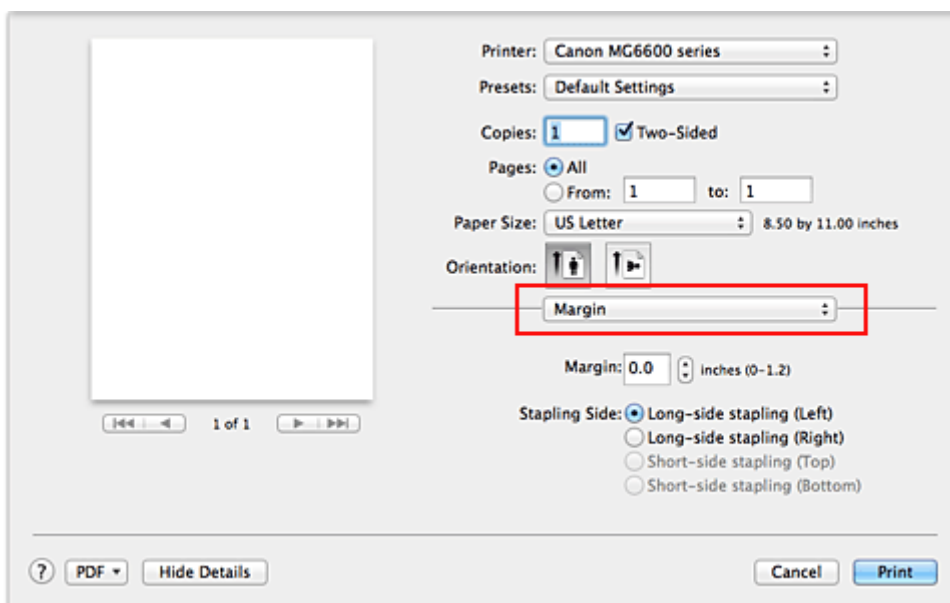 Printer: Canon MG6600 series
Presets: Default Settings
Copies: 1 Two-Sided
Pages: All
From: 1 to: 1
Paper Size: US Letter 8.50 by 11.00 inches
Orientation:
Margin
Margin: 0.0 inches (0-1.2)
1 of 1
Stapling Side: Long-side stapling (Left)
Long-side stapling (Right)
Short-side stapling (Top)
Short-side stapling (Bottom)
? PDF Hide Details Cancel Print